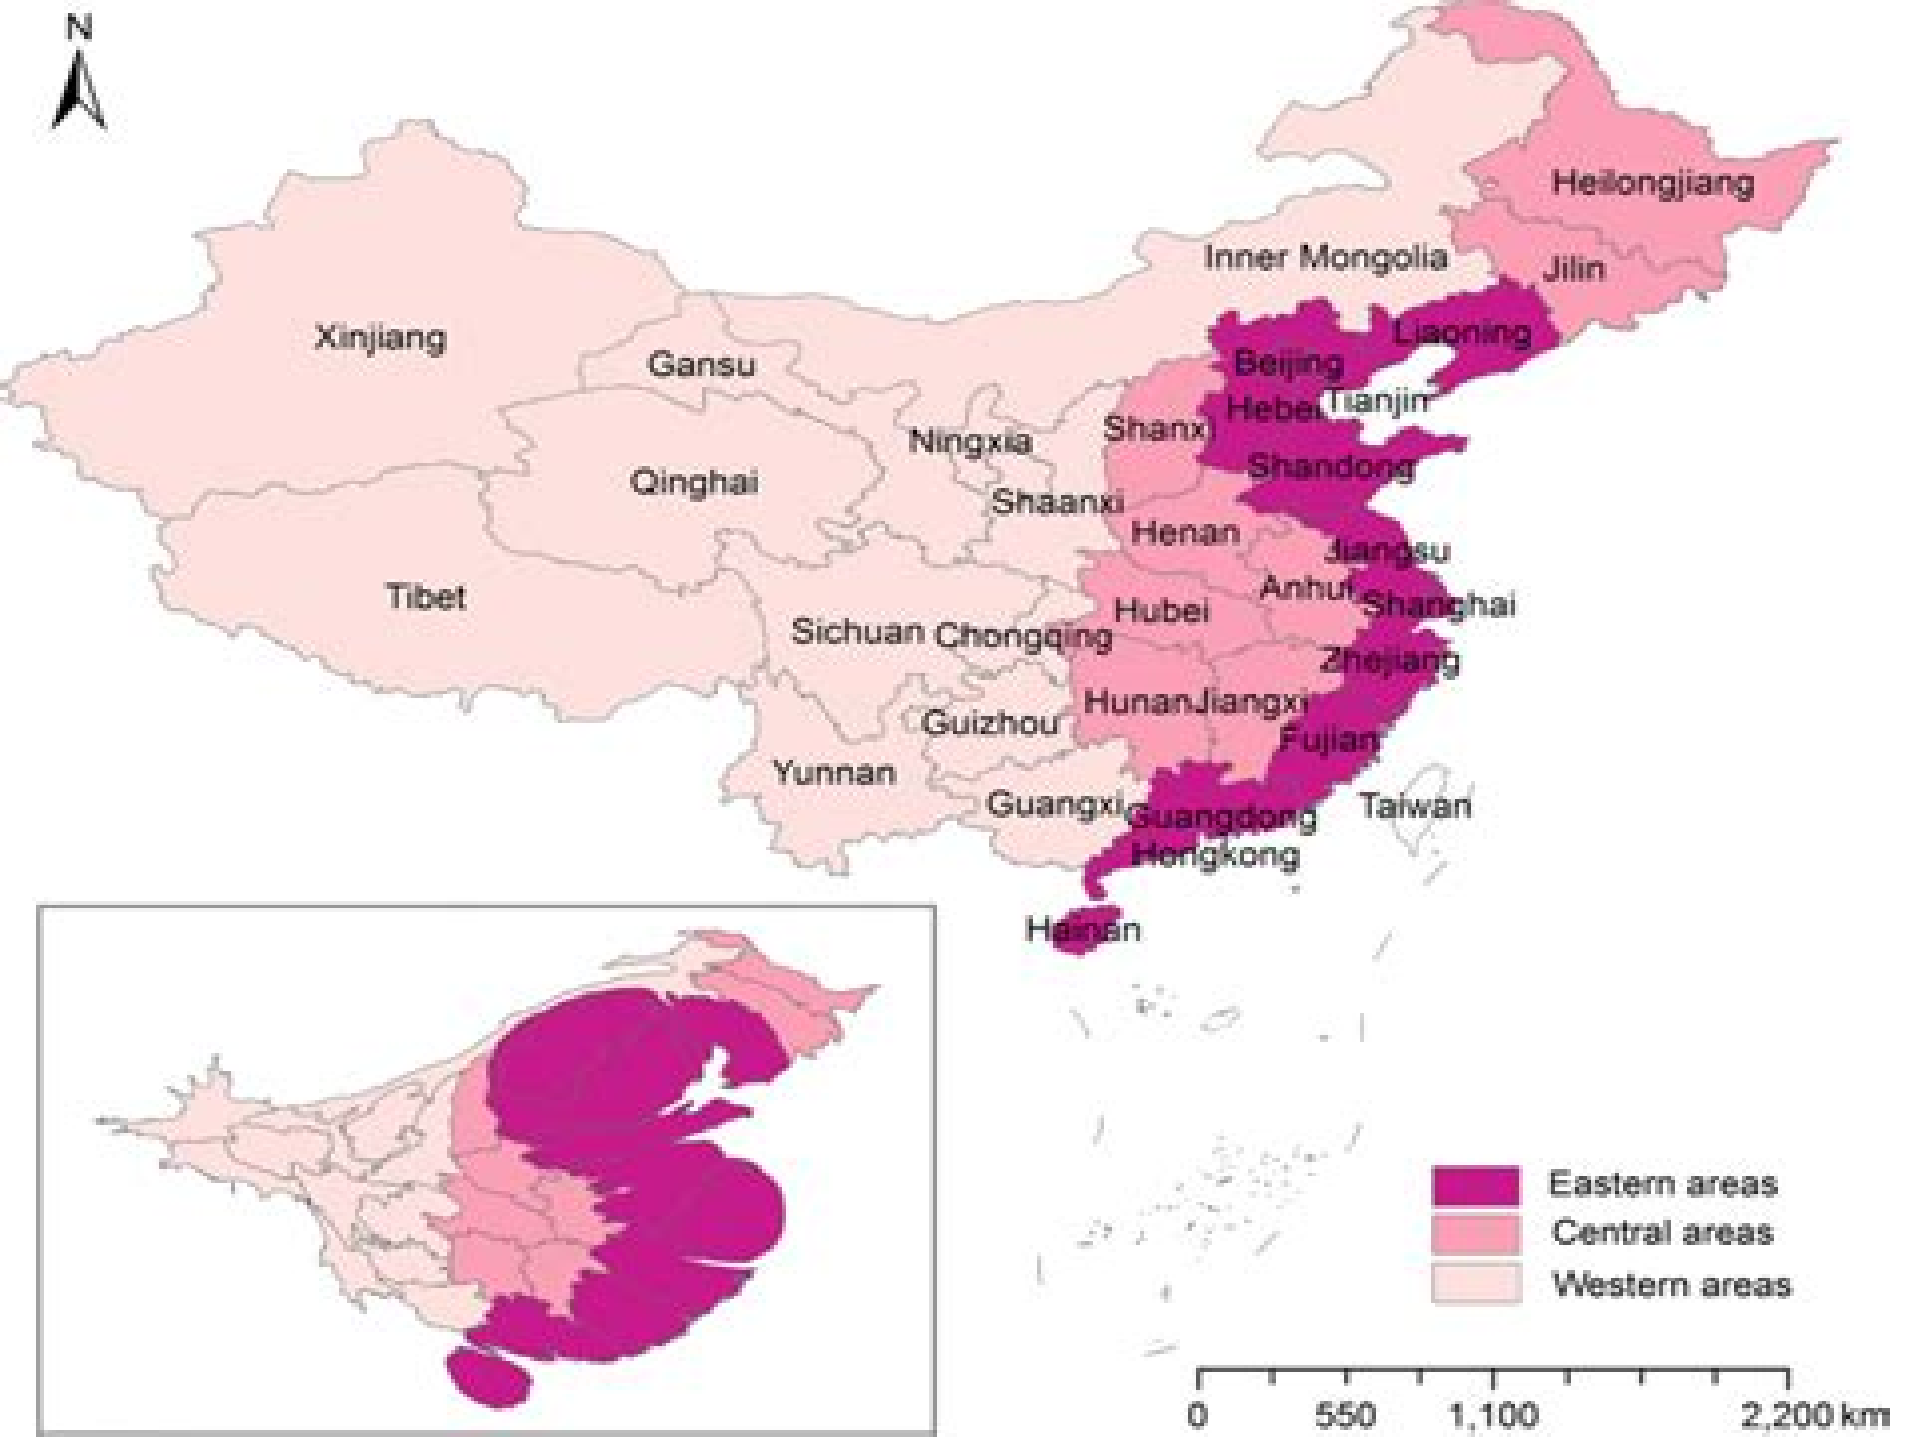 N
Heilongjiang
Inner Mongolia
Jilin
Xinjiang
Gansu
Liaoning
Beijing
Tianjin
Hebei
Shanxi
Ningxia
Shandong
Qinghai
Shaanxi
Henan
Jiangsu
Tibet
Anhui
Shanghai
Hubei
Sichuan
Chongqing
Zhejiang
Hunan
Jiangxi
Guizhou
Fujian
Yunnan
Guangxi
Guangdong
Taiwan
Hongkong
Hainan
Eastern areas
Central areas
Western areas
0 550 1,100 2,200 km